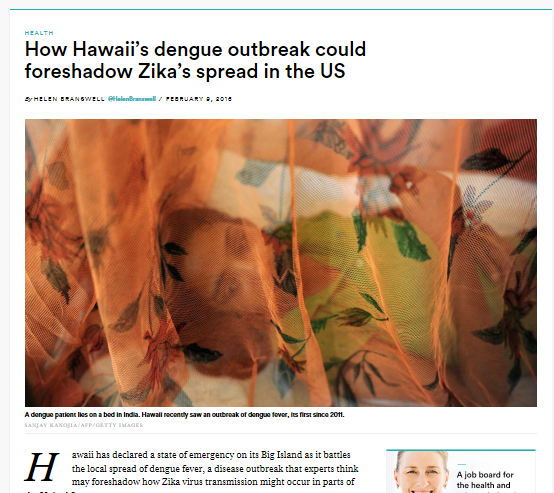 HEALTH
How Hawaii's dengue outbreak could
foreshadow Zika's spread in the US
By HELEN BRANSWELL @HelenBranswell / FEBRUARY 9, 2016
A dengue patient lies on a bed in India. Hawaii recently saw an outbreak of dengue fever, its first since 2011.
SANJAY KANOJIA/AFP/GETTY IMAGES
Hawaii has declared a state of emergency on its Big Island as it battles
the local spread of dengue fever, a disease outbreak that experts think
may foreshadow how Zika virus transmission might occur in parts of
A job board for
the health and